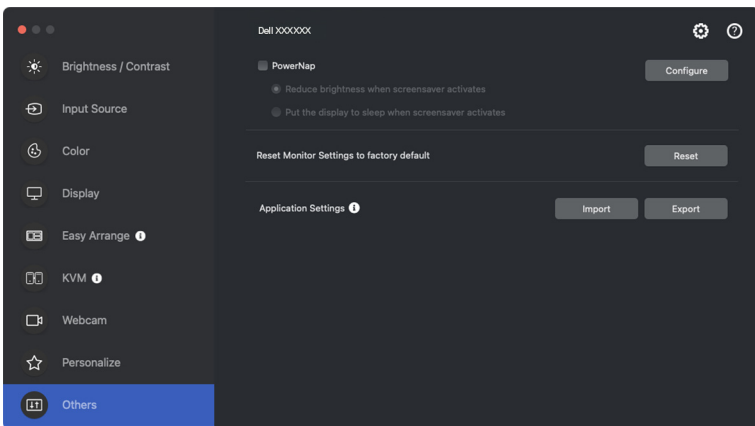 Dell XXXXXX
Brightness / Contrast
Input Source
Color
Display
Easy Arrange
KVM
Webcam
Personalize
Others
PowerNap
Configure
Reduce brightness when screensaver activates
Put the display to sleep when screensaver activates
Reset Monitor Settings to factory default
Reset
Application Settings
Import
Export